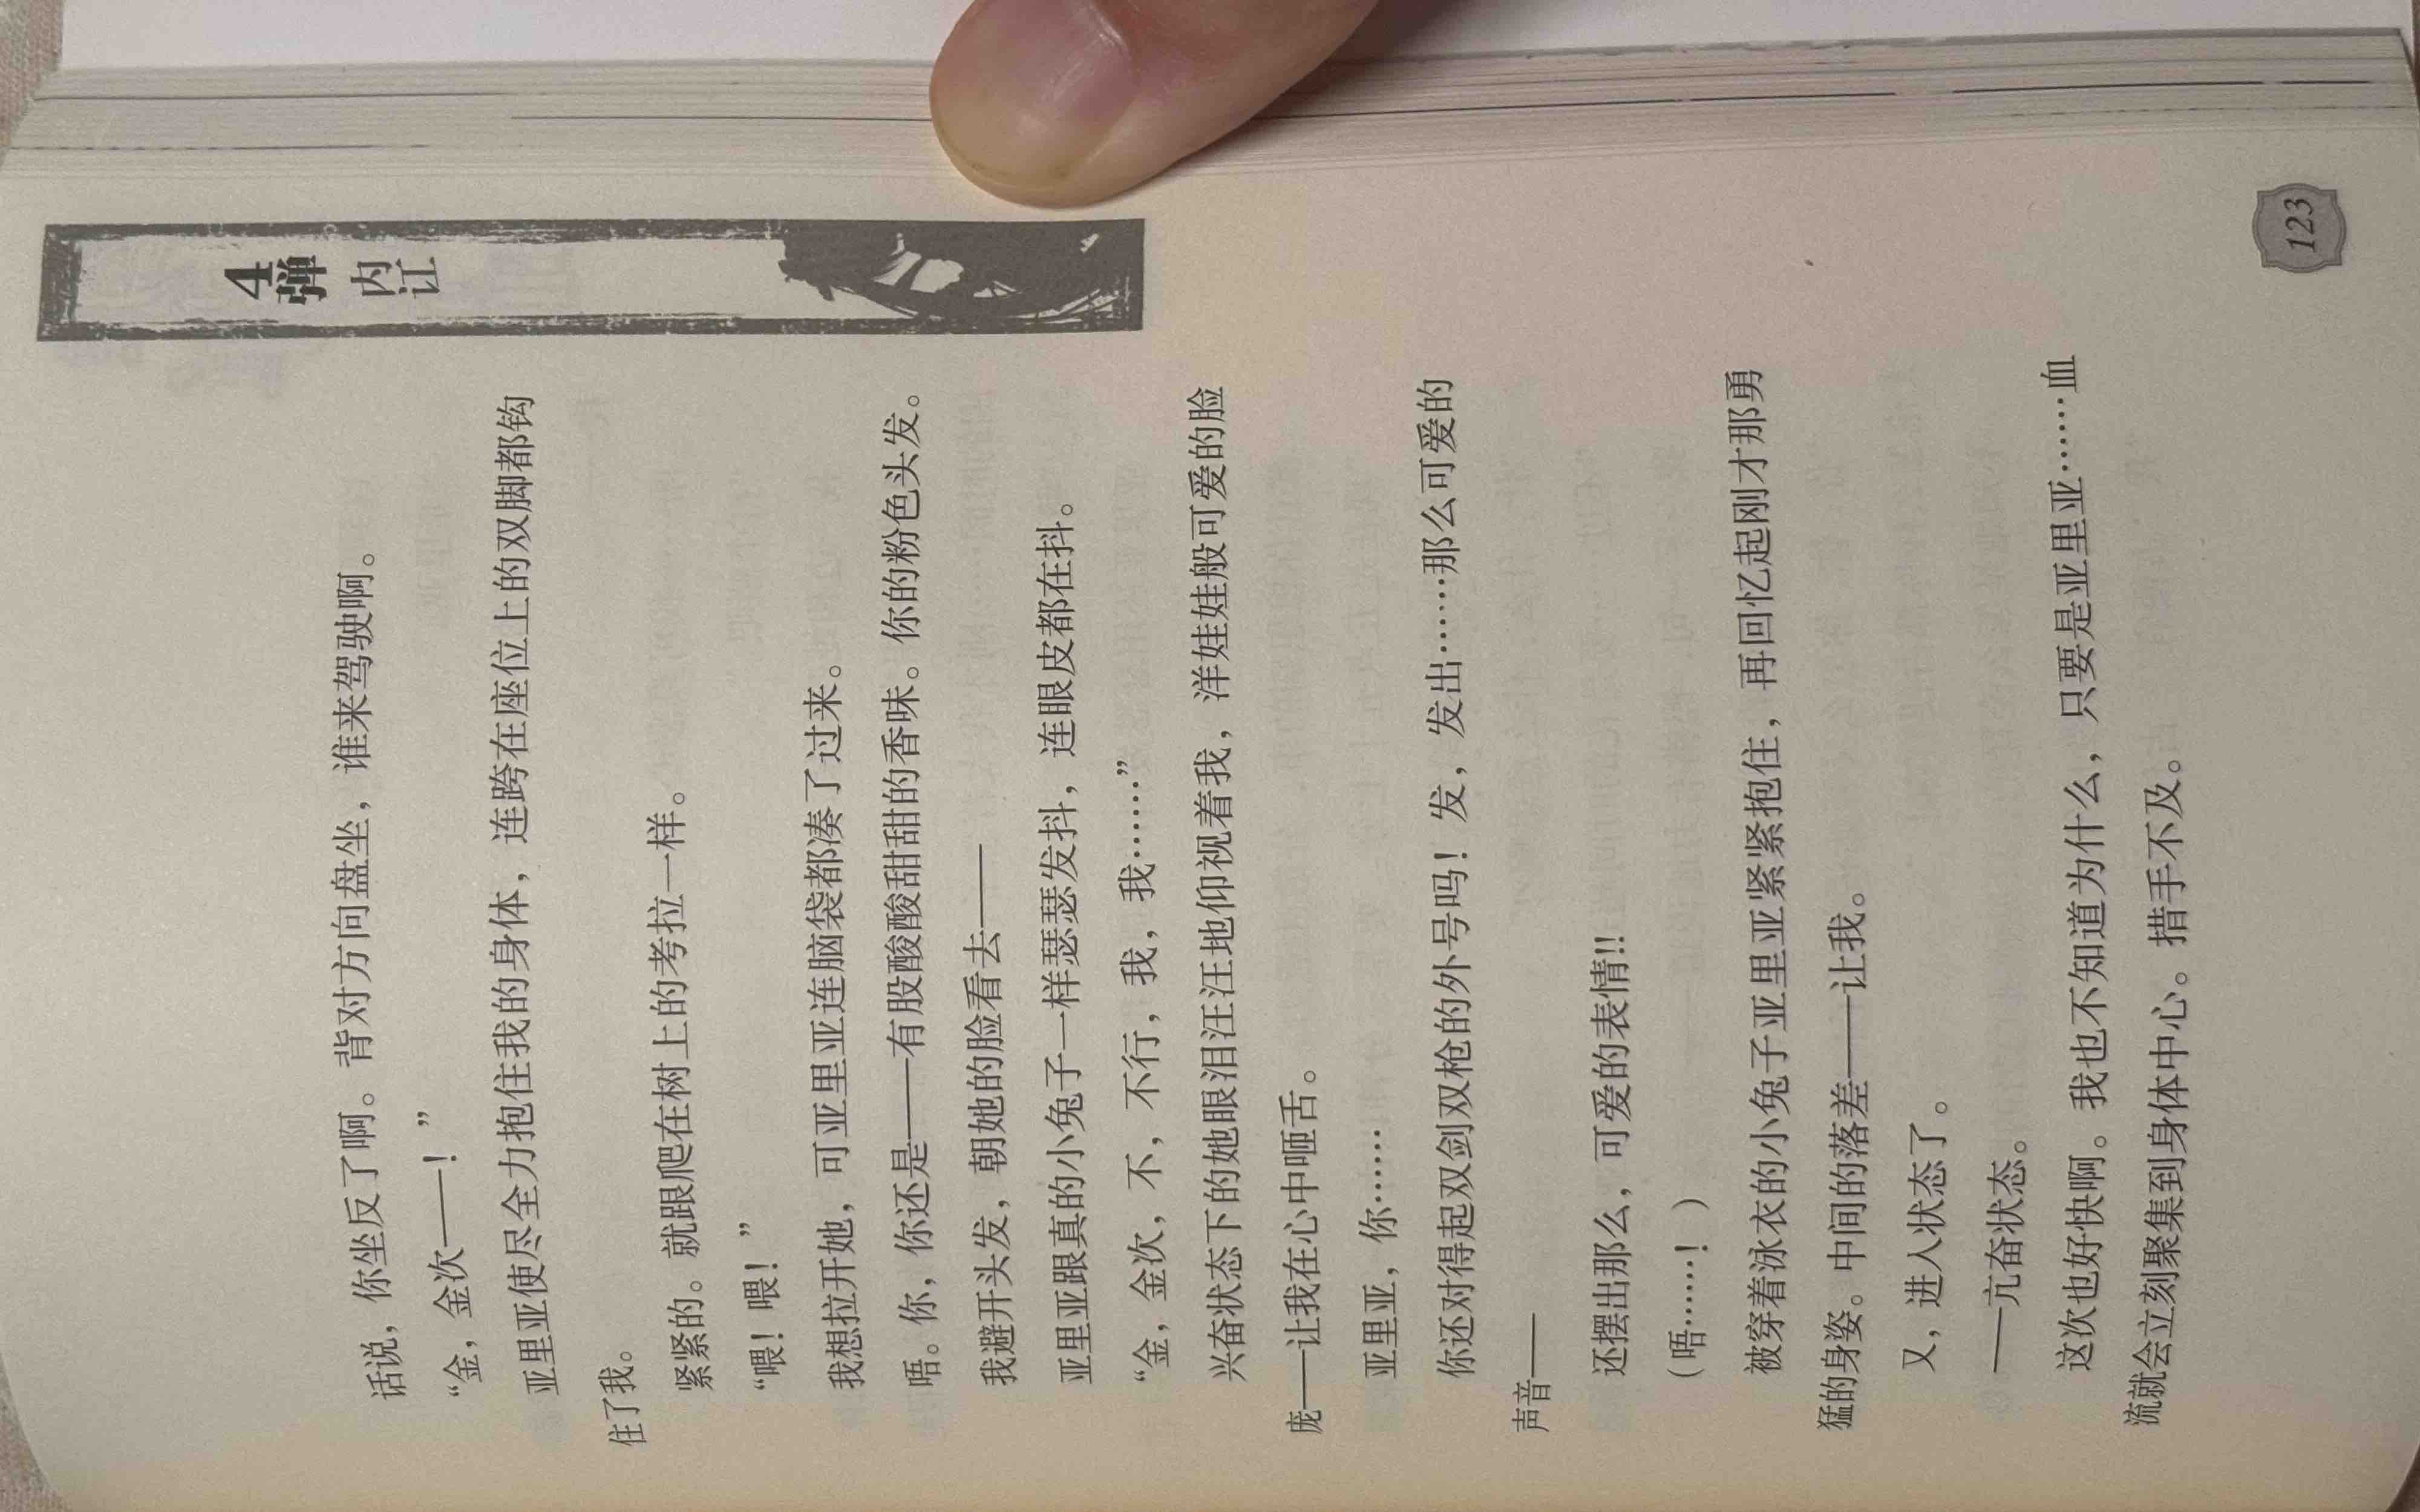 4弹 内讧
话说，你坐反了啊。背对方向盘坐，谁来驾驶啊。
“金，金次——！”
亚里亚使尽全力抱住我的身体，连跨在座位上的双脚都钩
住了我。
紧紧的。就跟爬在树上的考拉一样。
“喂！喂！”
我想拉开她，可亚里亚连脑袋都凑了过来。
唔。你，你还是——有股酸酸甜甜的香味。你的粉色头发。
我避开头发，朝她的脸看去——
亚里亚跟真的小兔子一样瑟瑟发抖，连眼皮都在抖。
“金，金次，不，不行，我，我……”
兴奋状态下的她眼泪汪汪地仰视着我，洋娃娃般可爱的脸
庞——让我在心中咂舌。
亚里亚，你……
你还对得起双剑双枪的外号吗！发，发出……那么可爱的
声音——
还摆出那么，可爱的表情!!
（唔……！）
被穿着泳衣的小兔子亚里亚紧紧抱住，再回忆起刚才那勇
猛的身姿。中间的落差——让我。
又，进入状态了。
——亢奋状态。
这次也好快啊。我也不知道为什么，只要是亚里亚……血
流就会立刻聚集到身体中心。措手不及。
123